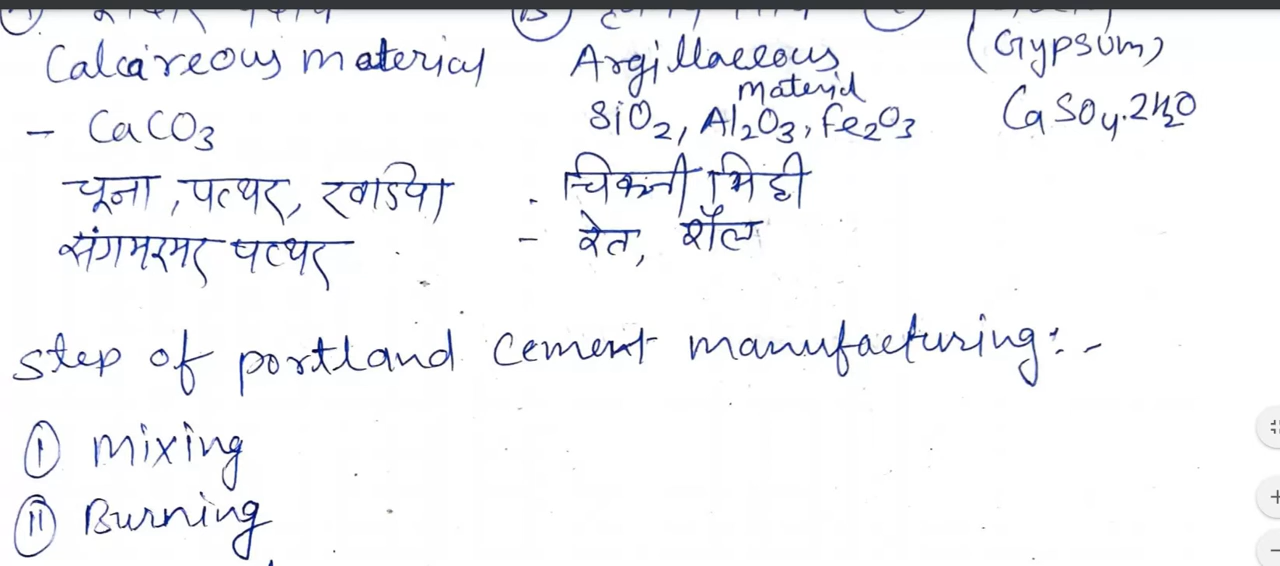 Calcareous material
- CaCO3
चूना, पत्थर, खड़िया
संगमरमर पत्थर
Argillaceous
material
SiO2, Al2O3, Fe2O3
. चिकनी मिट्टी
- रेत, शॅल
(Gypsum)
CaSO4.2H2O
Step of portland cement manufacturing:-
(I) Mixing
(II) Burning